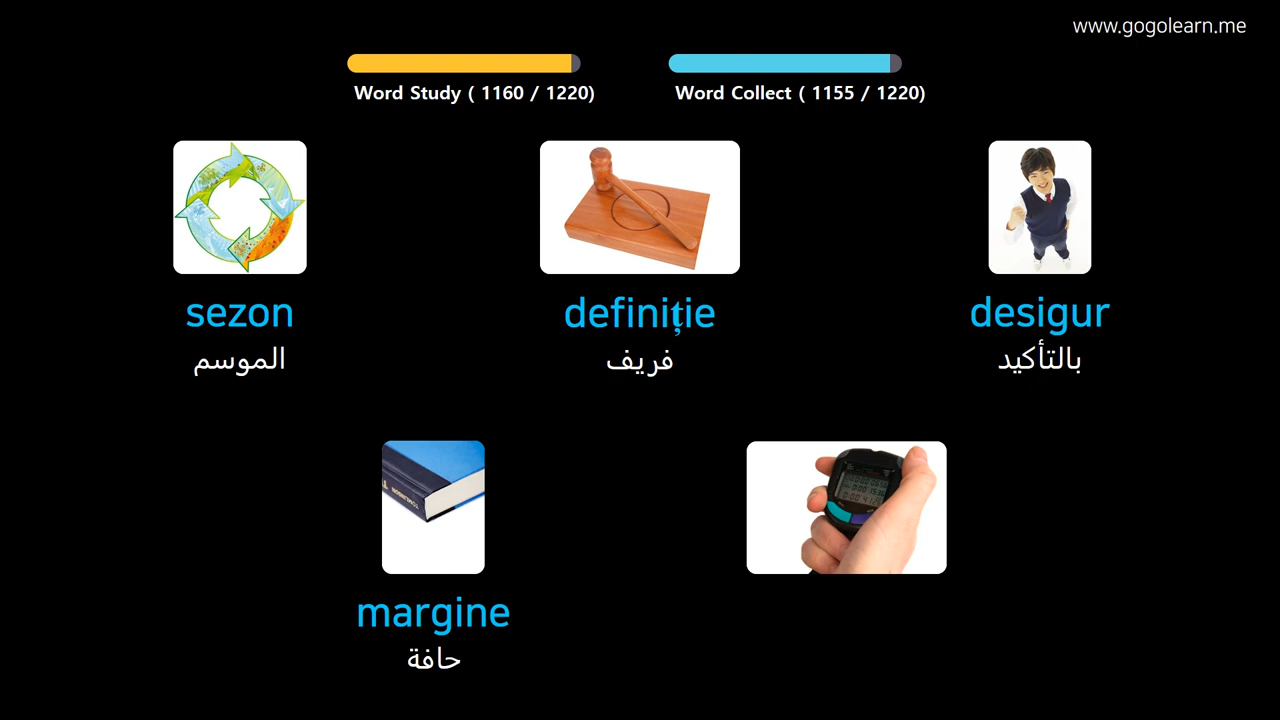 www.gogolearn.me
Word Study ( 1160 / 1220)
Word Collect ( 1155 / 1220)
sezon
الموسم
definiție
فريف
desigur
بالتأكيد
margine
حافة